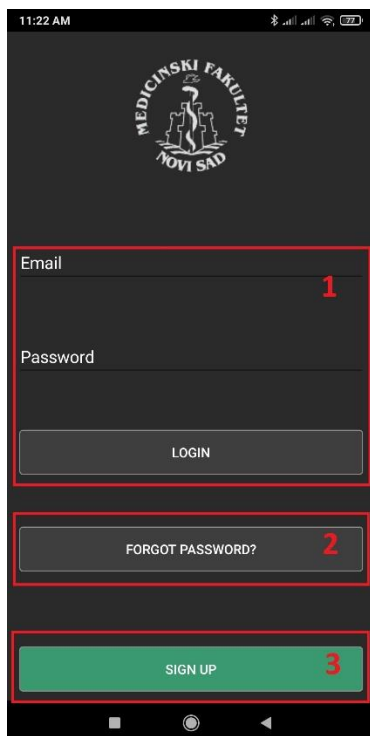 11:22 AM
77
MEDICINSKI FAKULTET
NOVI SAD
Email
1
Password
LOGIN
FORGOT PASSWORD?
2
SIGN UP
3